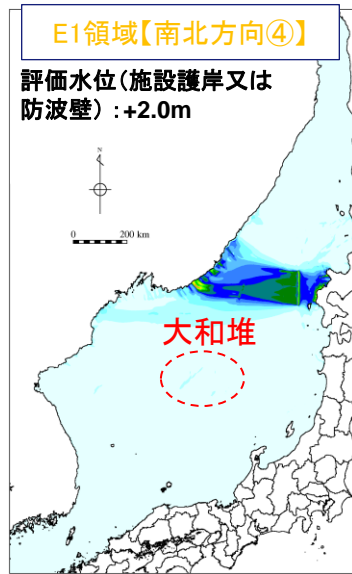 E1領域【南北方向④】
評価水位(施設護岸又は
防波壁）:+2.0m
N
0 200 km
大和堆